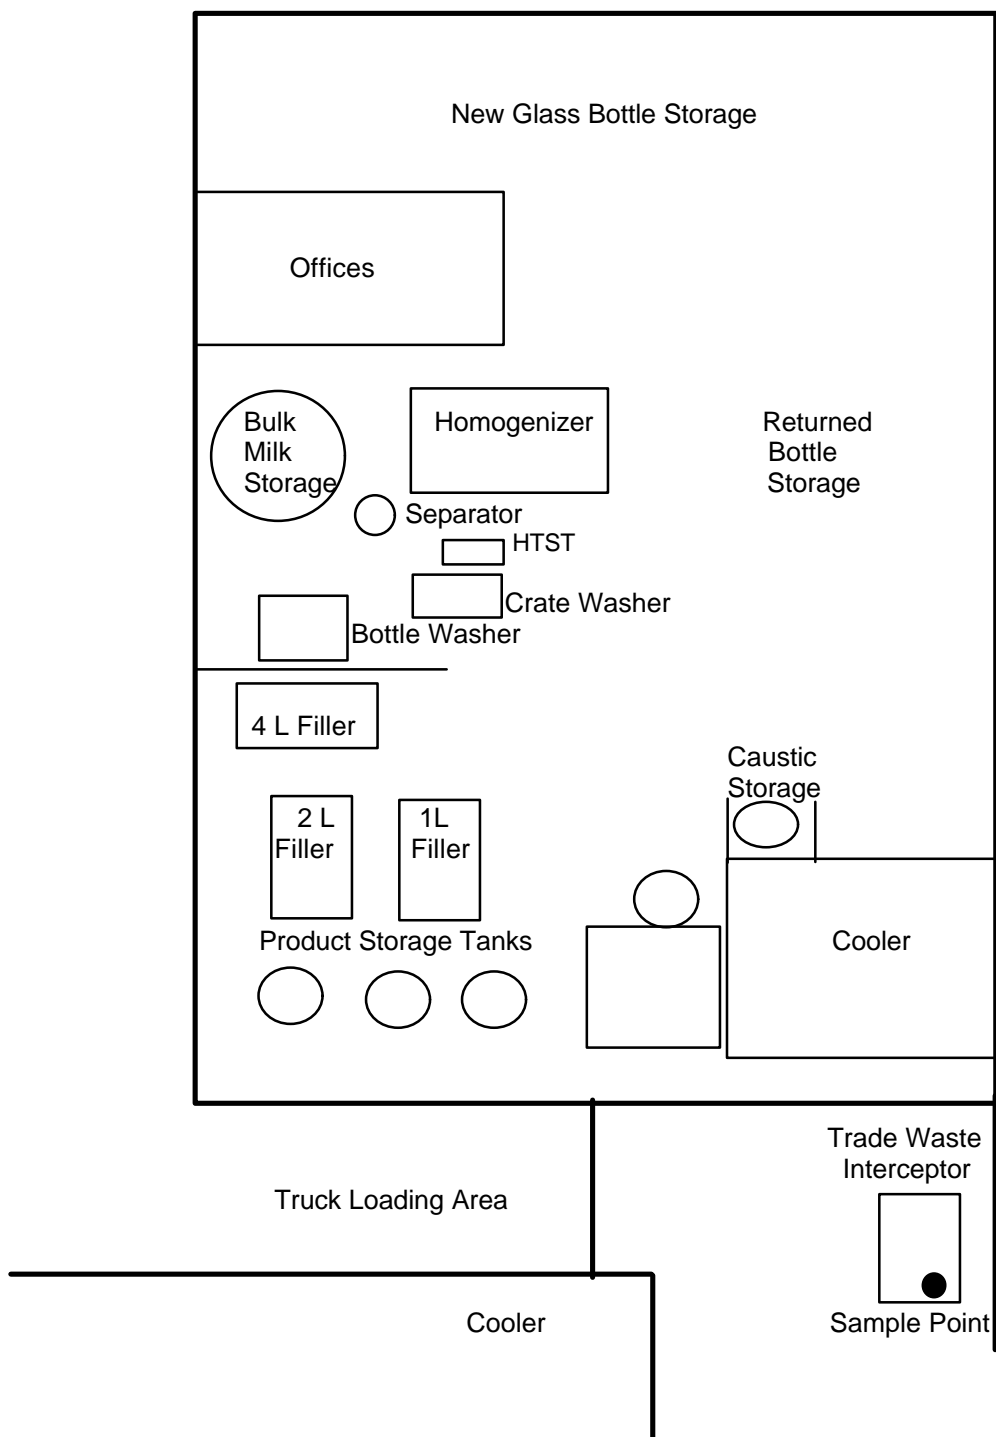 New Glass Bottle Storage
Offices
Bulk
Milk
Storage
Homogenizer
Returned
Bottle
Storage
Separator
HTST
Crate Washer
Bottle Washer
4 L Filler
Caustic
Storage
2 L
Filler
1L
Filler
Product Storage Tanks
Cooler
Trade Waste
Interceptor
Truck Loading Area
Cooler
Sample Point